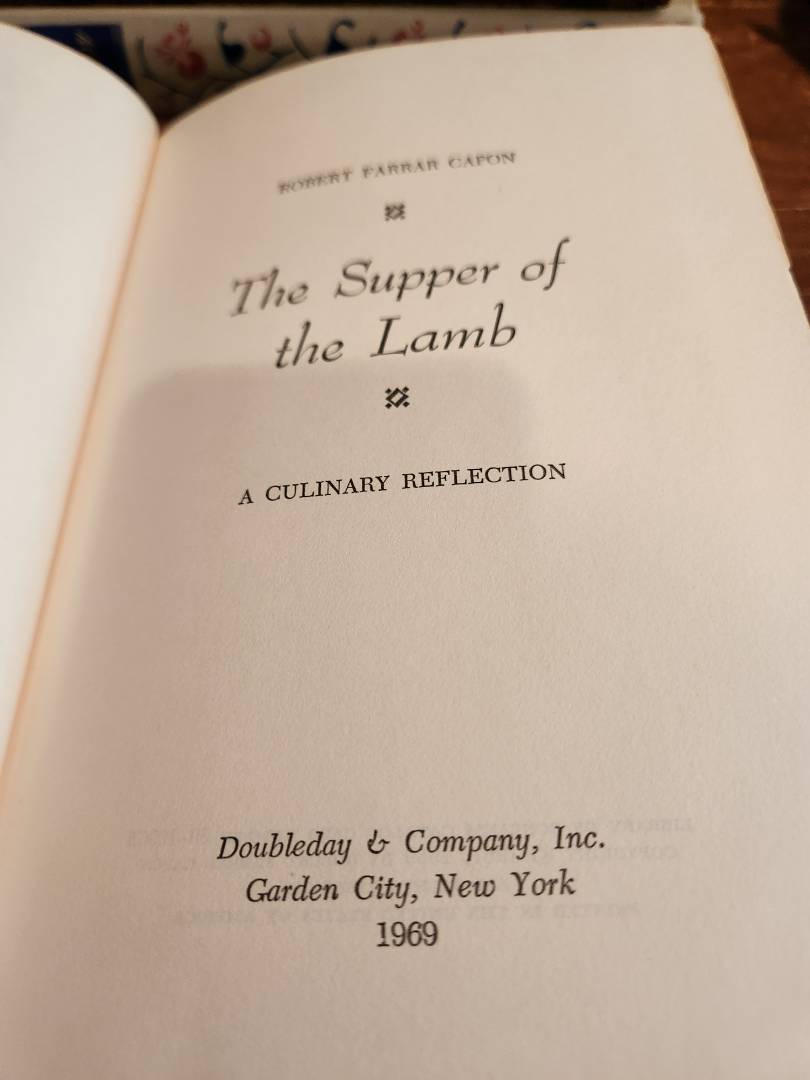 ROBERT FARRAR CAPON
The Supper of
the Lamb
A CULINARY REFLECTION
Doubleday & Company, Inc.
Garden City, New York
1969